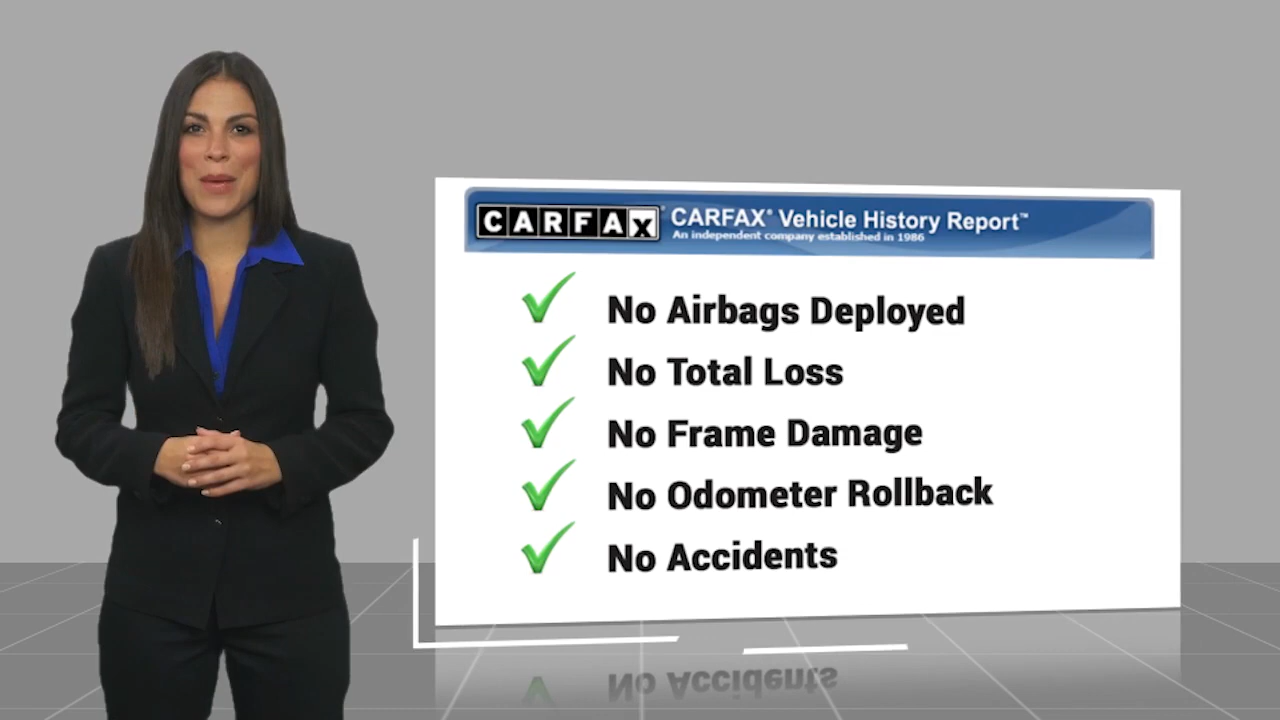 CARFAX® CARFAX® Vehicle History Report™
An independent company established in 1986
No Airbags Deployed
No Total Loss
No Frame Damage
No Odometer Rollback
No Accidents
No Accidents